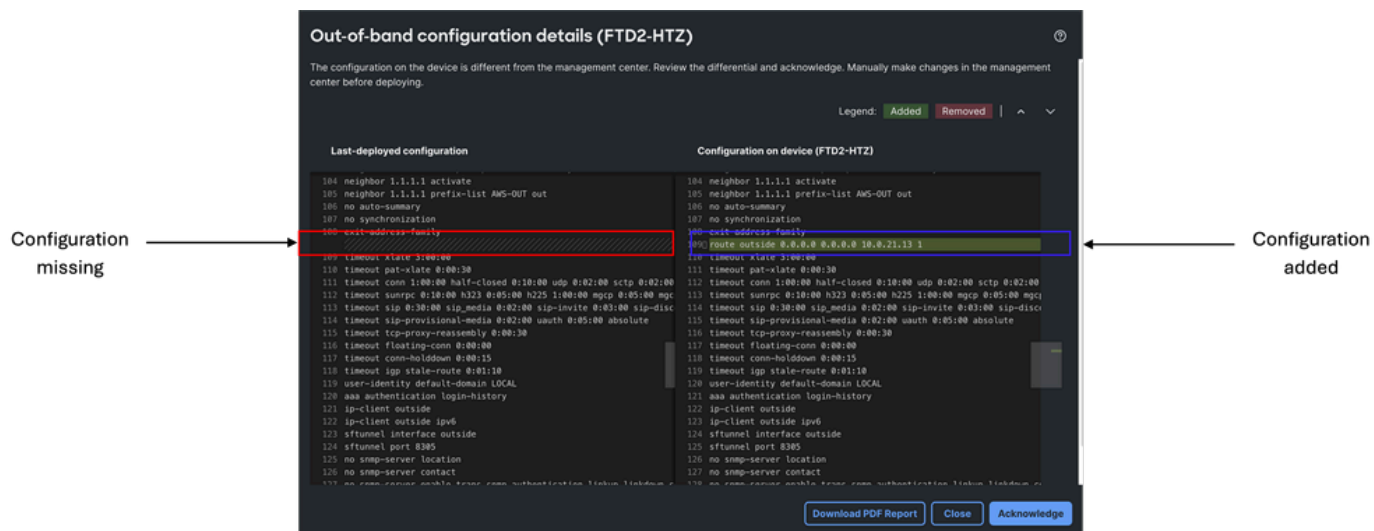 Out-of-band configuration details (FTD2-HTZ)
The configuration on the device is different from the management center. Review the differential and acknowledge. Manually make changes in the management
center before deploying.
Legend: Added Removed
Last-deployed configuration
104 neighbor 1.1.1.1 activate
105 neighbor 1.1.1.1 prefix-list AWS-OUT out
106 no auto-summary
107 no synchronization
108 exit-address-family
109 timeout xlate 3:00:00
110 timeout pat-xlate 0:00:30
111 timeout conn 1:00:00 half-closed 0:10:00 udp 0:02:00 sctp 0:02:00
112 timeout sunrpc 0:10:00 h323 0:05:00 h225 1:00:00 mgcp 0:05:00 mgc
113 timeout sip 0:30:00 sip_media 0:02:00 sip-invite 0:03:00 sip-disc
114 timeout sip-provisional-media 0:02:00 uauth 0:05:00 absolute
115 timeout tcp-proxy-reassembly 0:00:30
116 timeout floating-conn 0:00:00
117 timeout conn-holddown 0:00:15
118 timeout igp stale-route 0:01:10
119 user-identity default-domain LOCAL
120 aaa authentication login-history
121 ip-client outside
122 ip-client outside ipv6
123 sftunnel interface outside
124 sftunnel port 8305
125 no snmp-server location
126 no snmp-server contact
Configuration on device (FTD2-HTZ)
104 neighbor 1.1.1.1 activate
105 neighbor 1.1.1.1 prefix-list AWS-OUT out
106 no auto-summary
107 no synchronization
108 exit-address-family
109 route outside 0.0.0.0 0.0.0.0 10.0.21.13 1
110 timeout xlate 3:00:00
111 timeout pat-xlate 0:00:30
112 timeout conn 1:00:00 half-closed 0:10:00 udp 0:02:00 sctp 0:02:00
113 timeout sunrpc 0:10:00 h323 0:05:00 h225 1:00:00 mgcp 0:05:00 mgcp
114 timeout sip 0:30:00 sip_media 0:02:00 sip-invite 0:03:00 sip-disco
115 timeout sip-provisional-media 0:02:00 uauth 0:05:00 absolute
116 timeout tcp-proxy-reassembly 0:00:30
117 timeout floating-conn 0:00:00
118 timeout conn-holddown 0:00:15
119 timeout igp stale-route 0:01:10
120 user-identity default-domain LOCAL
121 aaa authentication login-history
122 ip-client outside
123 ip-client outside ipv6
124 sftunnel interface outside
125 sftunnel port 8305
126 no snmp-server location
127 no snmp-server contact
Configuration
missing
Configuration
added
Download PDF Report Close Acknowledge